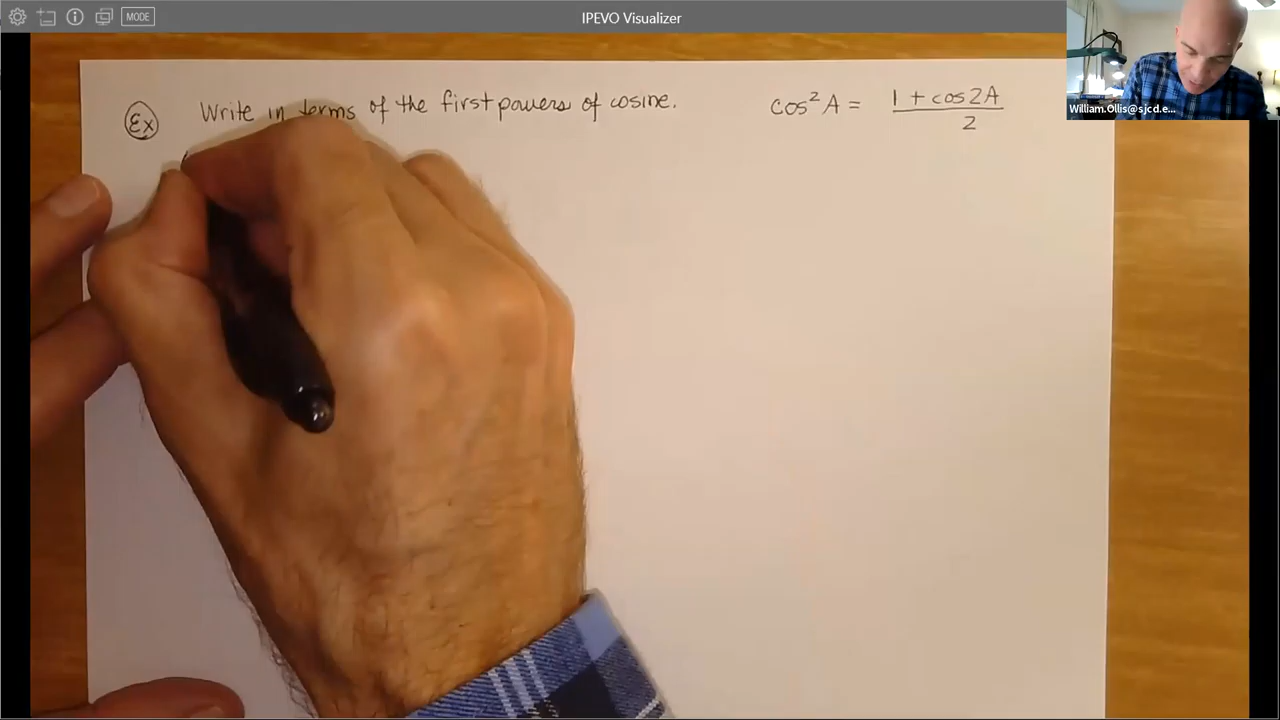 MODE
IPEVO Visualizer
Ex
Write in terms of the first powers of cosine.
cos² A = 1 + cos 2A
2
William.Ollis@sjcd.e...